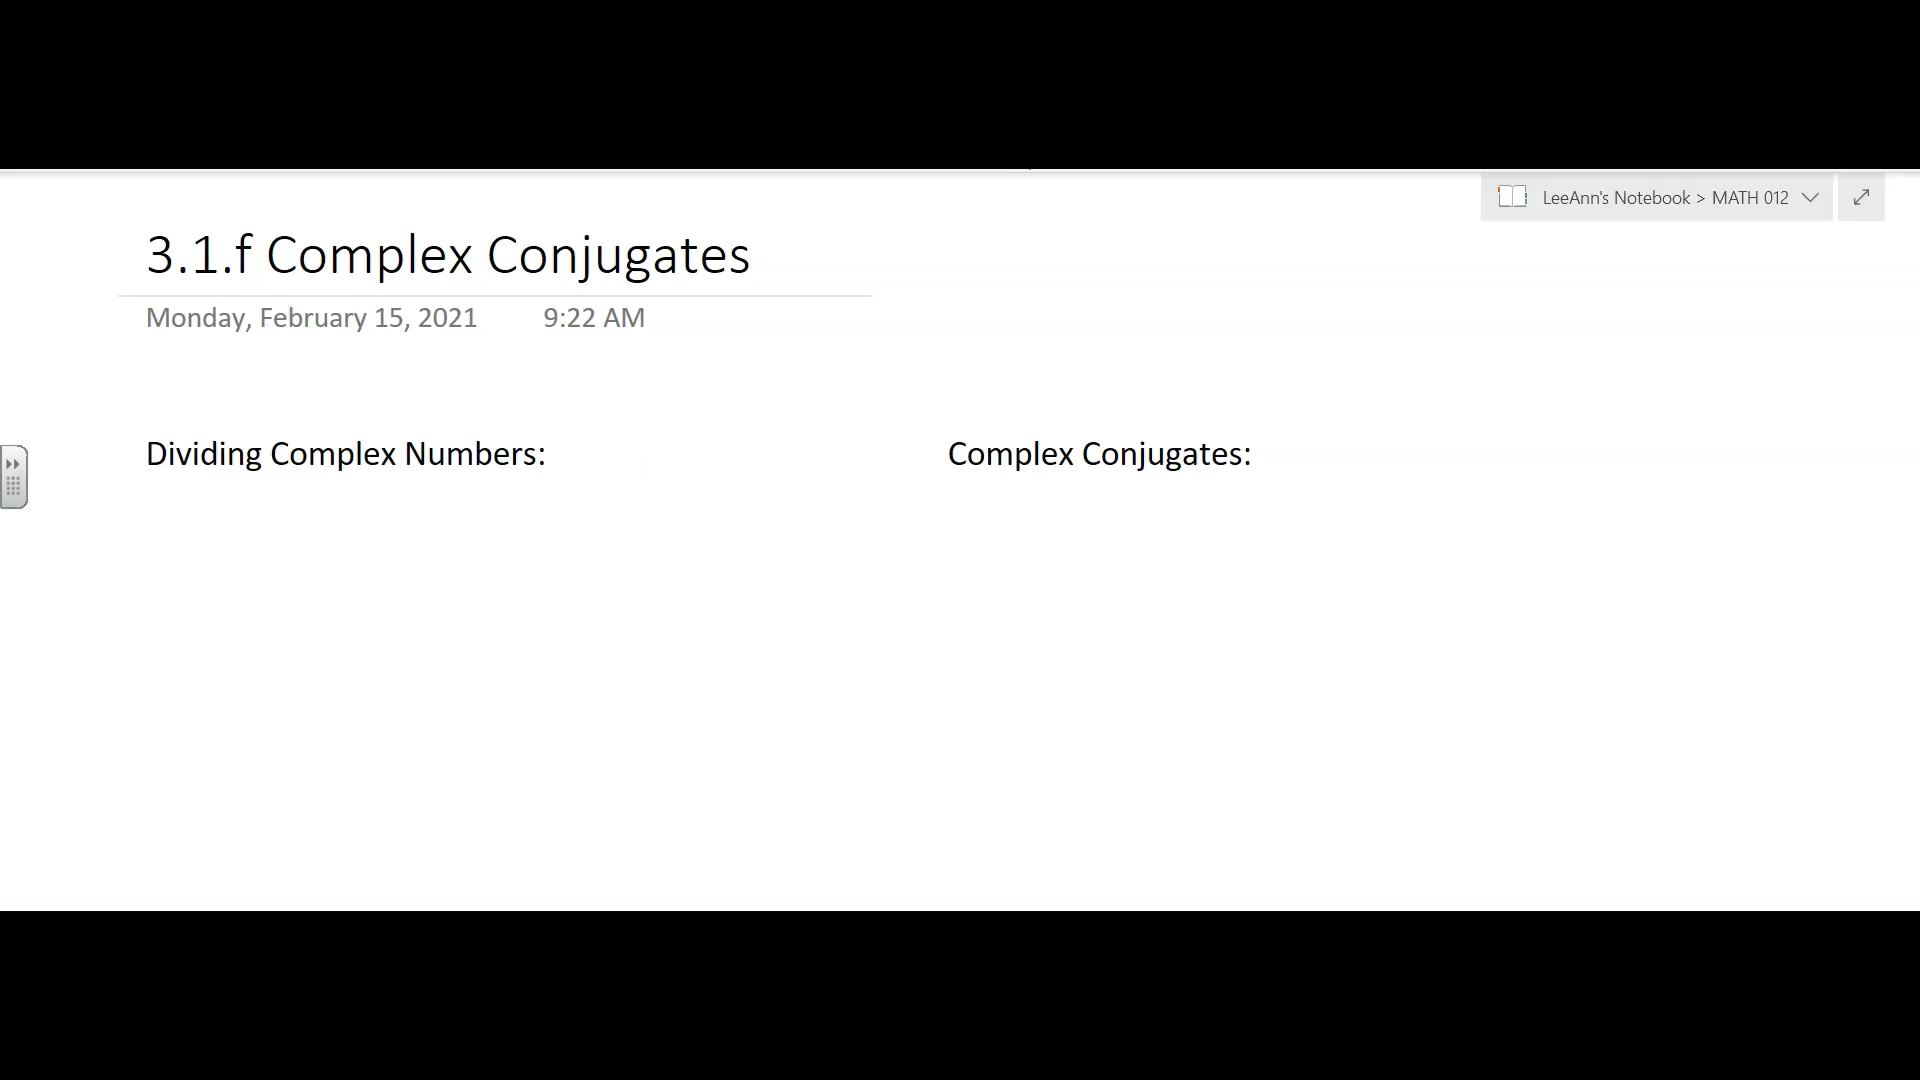 LeeAnn's Notebook > MATH 012
3.1.f Complex Conjugates
Monday, February 15, 2021 9:22 AM
Dividing Complex Numbers:
Complex Conjugates: